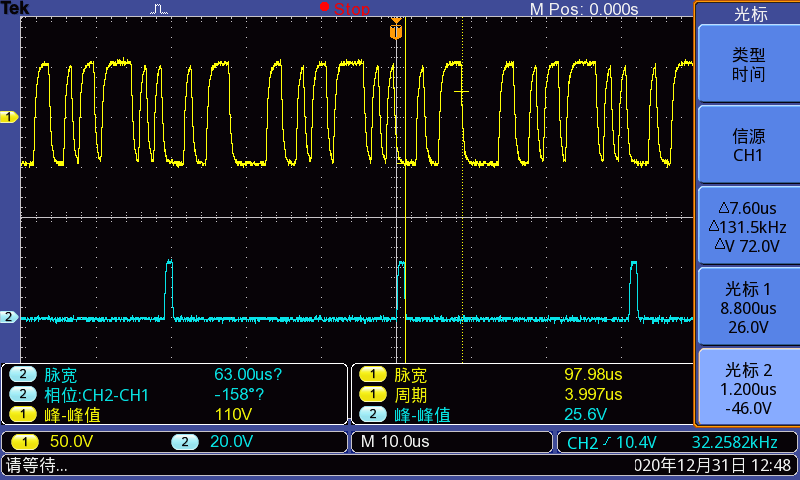 Tek Stop M Pos: 0.000s
光标
类型
时间
信源
CH1
△7.60us
△131.5kHz
△V 72.0V
光标 1
8.800us
26.0V
光标 2
1.200us
-46.0V
T
1
2
2 脉宽 63.00us?
2 相位:CH2-CH1 -158°?
1 峰-峰值 110V
1 脉宽 97.98us
1 周期 3.997us
2 峰-峰值 25.6V
1 50.0V 2 20.0V M 10.0us CH2 10.4V 32.2582kHz
请等待... 020年12月31日 12:48